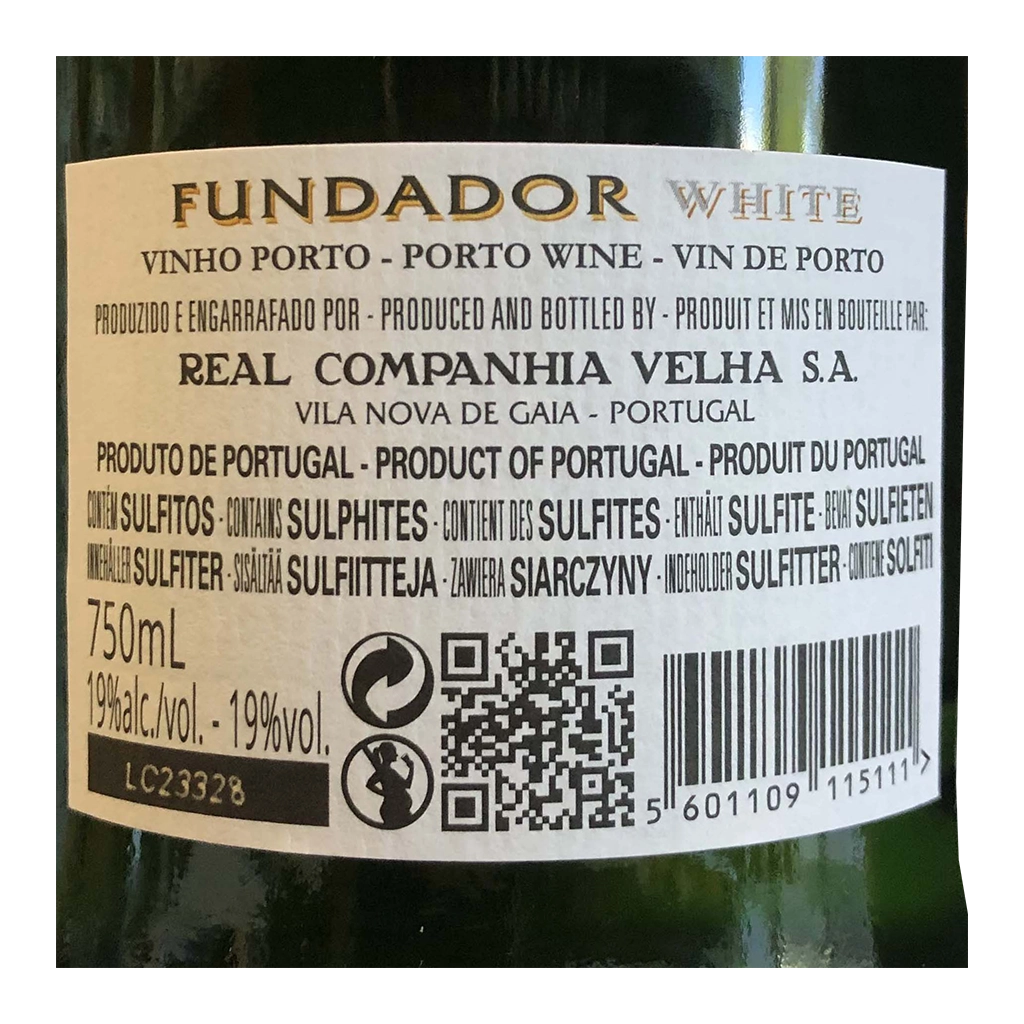 FUNDADOR WHITE
VINHO PORTO - PORTO WINE - VIN DE PORTO
PRODUZIDO E ENGARRAFADO POR - PRODUCED AND BOTTLED BY - PRODUIT ET MIS EN BOUTEILLE PAR:
REAL COMPANHIA VELHA S.A.
VILA NOVA DE GAIA - PORTUGAL
PRODUTO DE PORTUGAL - PRODUCT OF PORTUGAL - PRODUIT DU PORTUGAL
CONTÉM SULFITOS · CONTAINS SULPHITES · CONTIENT DES SULFITES · ENTHÄLT SULFITE · BEVAT SULFIETEN
INNEHÅLLER SULFITER · SISÄLTÄÄ SULFIITTEJA · ZAWIERA SIARCZYNY · INDEHOLDER SULFITTER · CONTIENE SOLFITI
750mL
19%alc./vol. - 19%vol.
LC23328
5 601109 115111 >